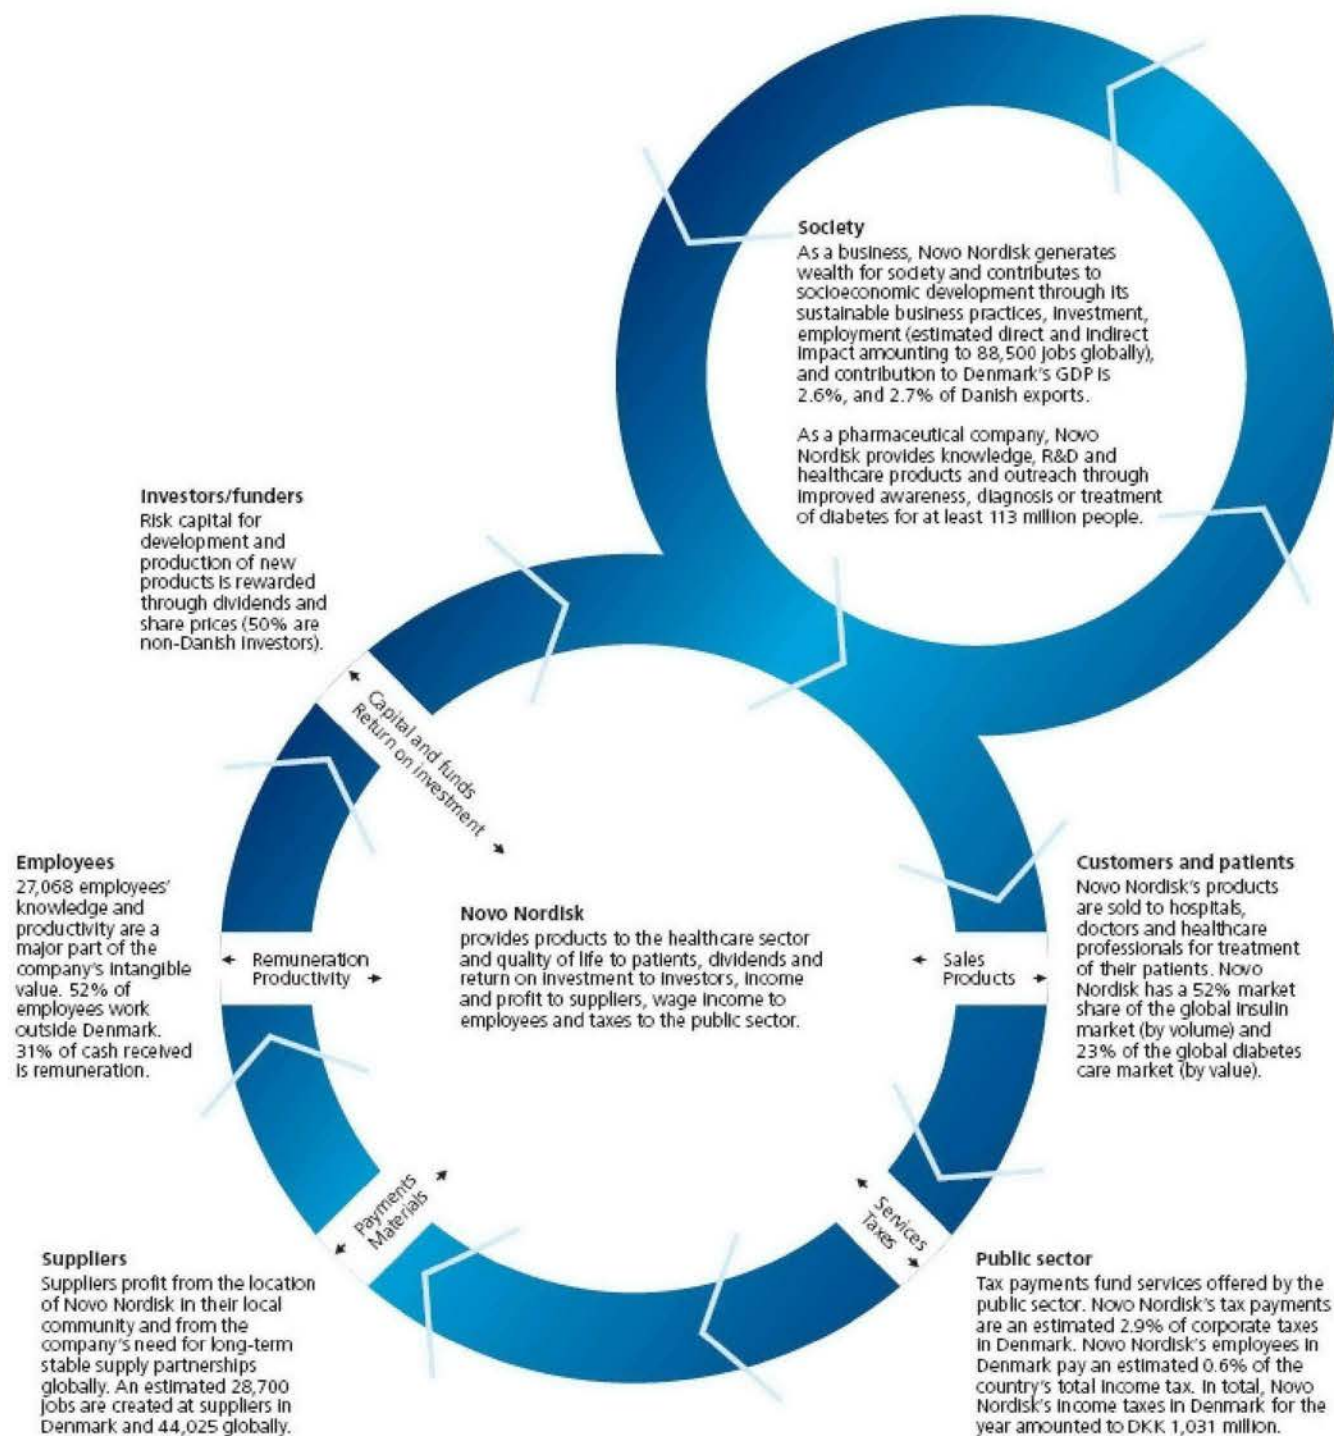 Society
As a business, Novo Nordisk generates
wealth for society and contributes to
socioeconomic development through its
sustainable business practices, investment,
employment (estimated direct and indirect
impact amounting to 88,500 jobs globally),
and contribution to Denmark's GDP is
2.6%, and 2.7% of Danish exports.
As a pharmaceutical company, Novo
Nordisk provides knowledge, R&D and
healthcare products and outreach through
improved awareness, diagnosis or treatment
of diabetes for at least 113 million people.
Investors/funders
Risk capital for
development and
production of new
products is rewarded
through dividends and
share prices (50% are
non-Danish investors).
Capital and funds
Return on investment
Employees
27,068 employees'
knowledge and
productivity are a
major part of the
company's intangible
value. 52% of
employees work
outside Denmark.
31% of cash received
is remuneration.
Remuneration
Productivity
Novo Nordisk
provides products to the healthcare sector
and quality of life to patients, dividends and
return on investment to investors, income
and profit to suppliers, wage income to
employees and taxes to the public sector.
Sales
Products
Customers and patients
Novo Nordisk's products
are sold to hospitals,
doctors and healthcare
professionals for treatment
of their patients. Novo
Nordisk has a 52% market
share of the global insulin
market (by volume) and
23% of the global diabetes
care market (by value).
Payments
Materials
Services
Taxes
Suppliers
Suppliers profit from the location
of Novo Nordisk in their local
community and from the
company's need for long-term
stable supply partnerships
globally. An estimated 28,700
jobs are created at suppliers in
Denmark and 44,025 globally.
Public sector
Tax payments fund services offered by the
public sector. Novo Nordisk's tax payments
are an estimated 2.9% of corporate taxes
in Denmark. Novo Nordisk's employees in
Denmark pay an estimated 0.6% of the
country's total income tax. In total, Novo
Nordisk's income taxes in Denmark for the
year amounted to DKK 1,031 million.